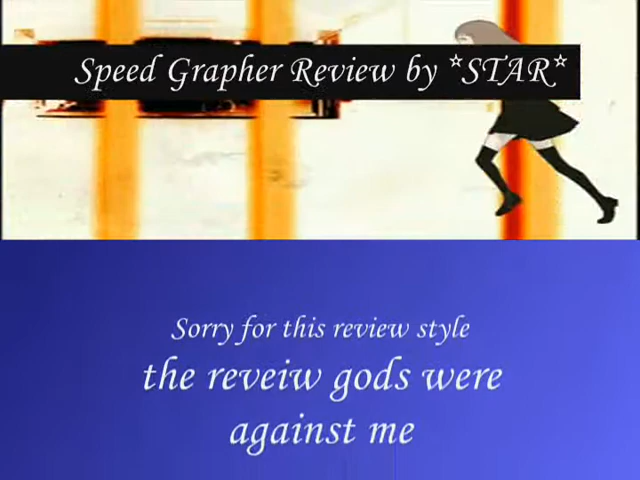 Speed Grapher Review by *STAR*
Sorry for this review style
the reveiw gods were
against me